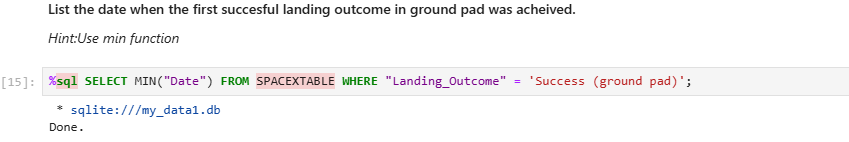 List the date when the first succesful landing outcome in ground pad was acheived.
Hint:Use min function
[15]: %sql SELECT MIN("Date") FROM SPACEXTABLE WHERE "Landing_Outcome" = 'Success (ground pad)';
* sqlite:///my_data1.db
Done.